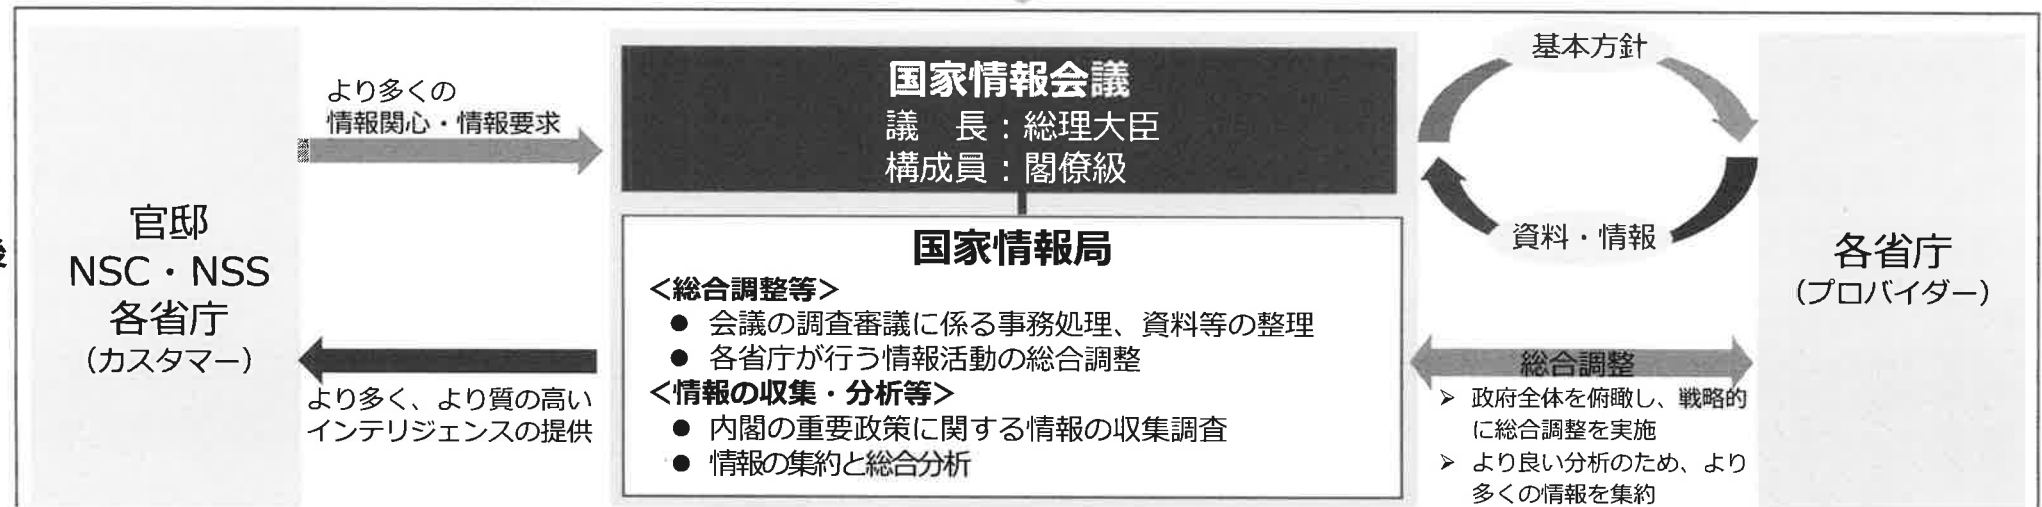 後
官邸
NSC・NSS
各省庁
（カスタマー）
より多くの
情報関心・情報要求
より多く、より質の高い
インテリジェンスの提供
国家情報会議
議　長：総理大臣
構成員：閣僚級
国家情報局
＜総合調整等＞
● 会議の調査審議に係る事務処理、資料等の整理
● 各省庁が行う情報活動の総合調整
＜情報の収集・分析等＞
● 内閣の重要政策に関する情報の収集調査
● 情報の集約と総合分析
基本方針
資料・情報
総合調整
➢ 政府全体を俯瞰し、戦略的
に総合調整を実施
➢ より良い分析のため、より
多くの情報を集約
各省庁
（プロバイダー）